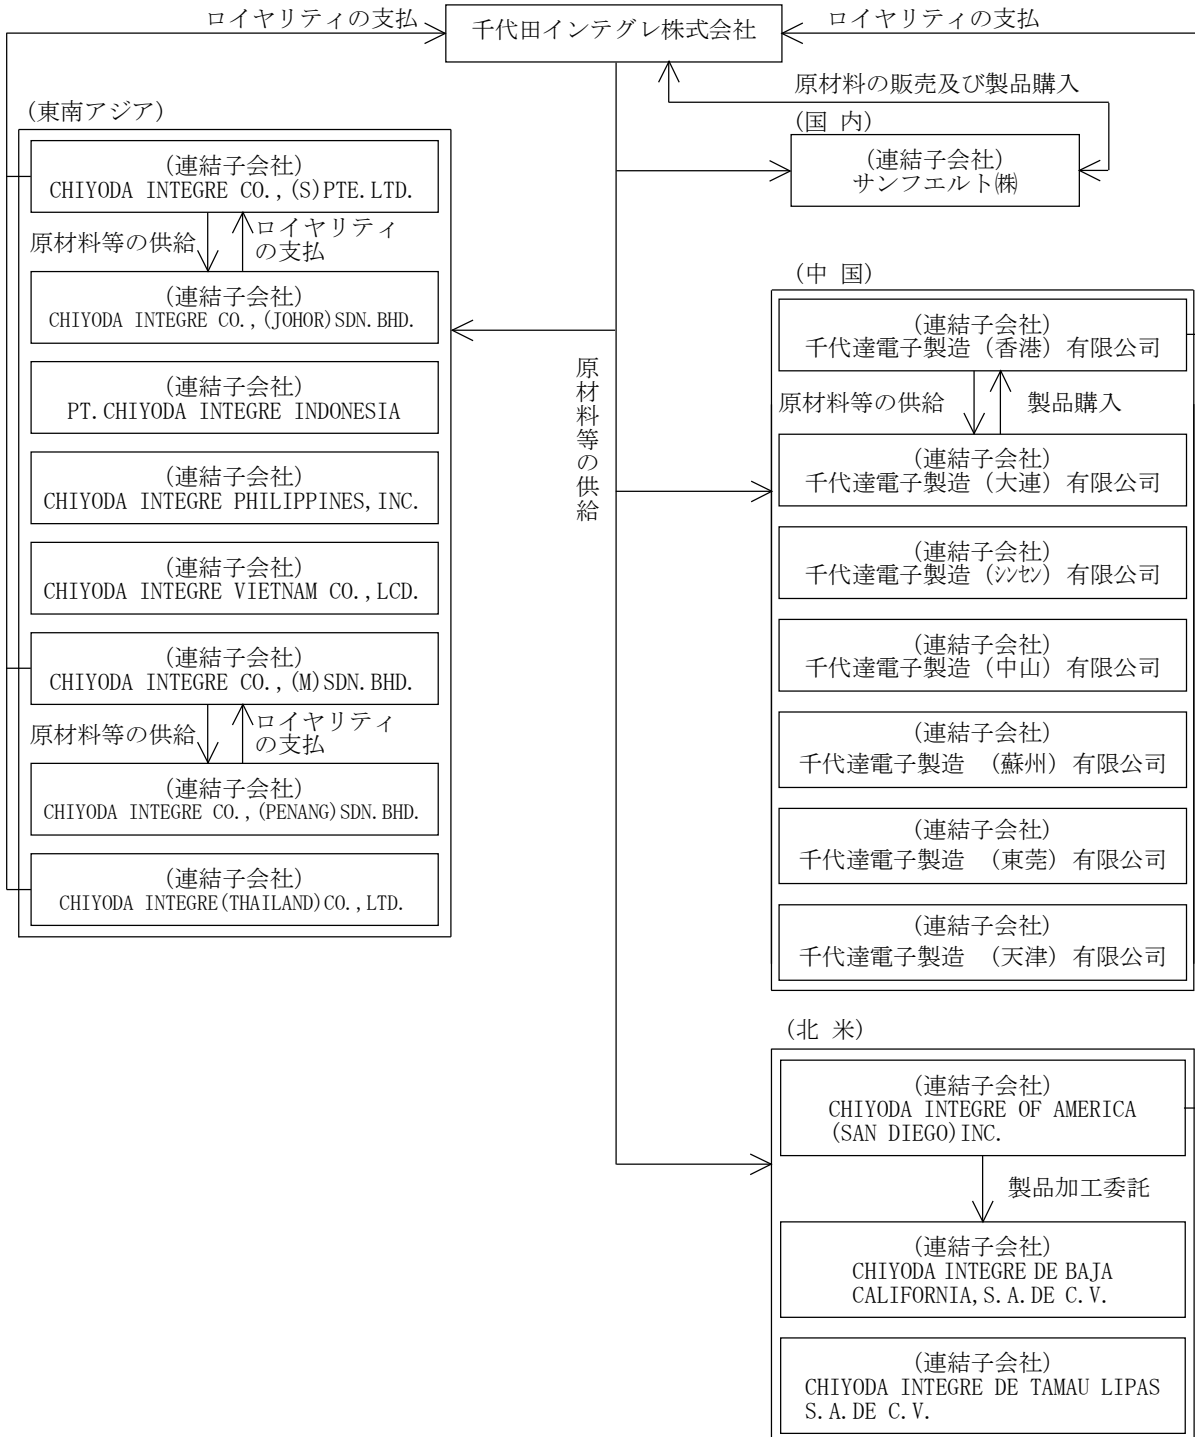 ロイヤリティの支払
千代田インテグレ株式会社
ロイヤリティの支払
原材料の販売及び製品購入
(国 内)
(連結子会社)
サンフエルト㈱
(東南アジア)
(連結子会社)
CHIYODA INTEGRE CO.,(S)PTE.LTD.
原材料等の供給
ロイヤリティ
の支払
(連結子会社)
CHIYODA INTEGRE CO.,(JOHOR)SDN.BHD.
(連結子会社)
PT.CHIYODA INTEGRE INDONESIA
(連結子会社)
CHIYODA INTEGRE PHILIPPINES,INC.
(連結子会社)
CHIYODA INTEGRE VIETNAM CO.,LCD.
(連結子会社)
CHIYODA INTEGRE CO.,(M)SDN.BHD.
原材料等の供給
ロイヤリティ
の支払
(連結子会社)
CHIYODA INTEGRE CO.,(PENANG)SDN.BHD.
(連結子会社)
CHIYODA INTEGRE(THAILAND)CO.,LTD.
原材料等の供給
(中 国)
(連結子会社)
千代達電子製造（香港）有限公司
原材料等の供給
製品購入
(連結子会社)
千代達電子製造（大連）有限公司
(連結子会社)
千代達電子製造（ｼﾝｾﾝ）有限公司
(連結子会社)
千代達電子製造（中山）有限公司
(連結子会社)
千代達電子製造 （蘇州）有限公司
(連結子会社)
千代達電子製造 （東莞）有限公司
(連結子会社)
千代達電子製造 （天津）有限公司
(北 米)
(連結子会社)
CHIYODA INTEGRE OF AMERICA
(SAN DIEGO)INC.
製品加工委託
(連結子会社)
CHIYODA INTEGRE DE BAJA
CALIFORNIA,S.A.DE C.V.
(連結子会社)
CHIYODA INTEGRE DE TAMAU LIPAS
S.A.DE C.V.